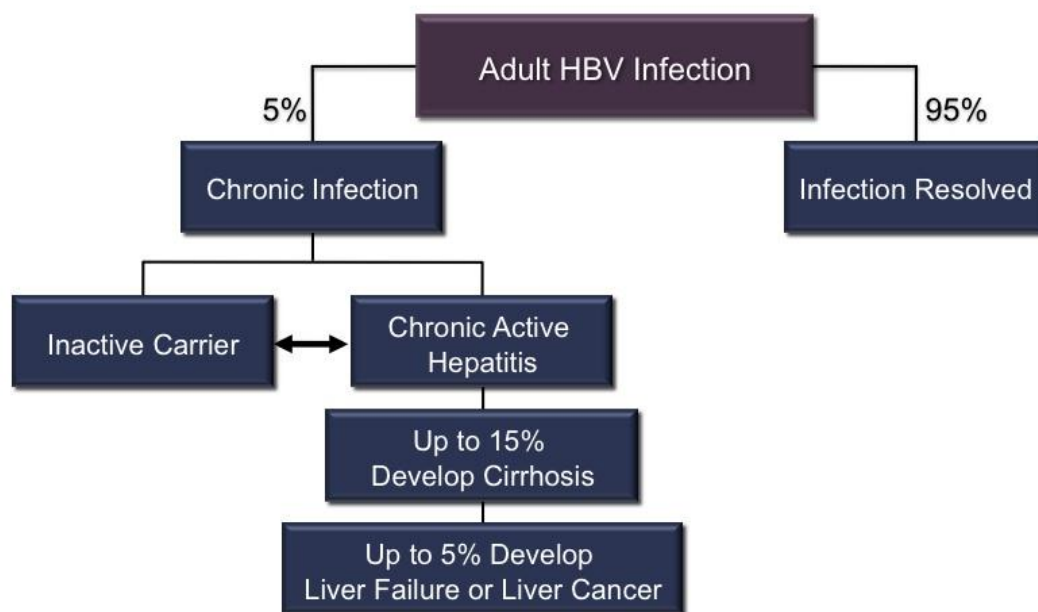 Adult HBV Infection
5%
95%
Chronic Infection
Infection Resolved
Inactive Carrier
Chronic Active
Hepatitis
Up to 15%
Develop Cirrhosis
Up to 5% Develop
Liver Failure or Liver Cancer